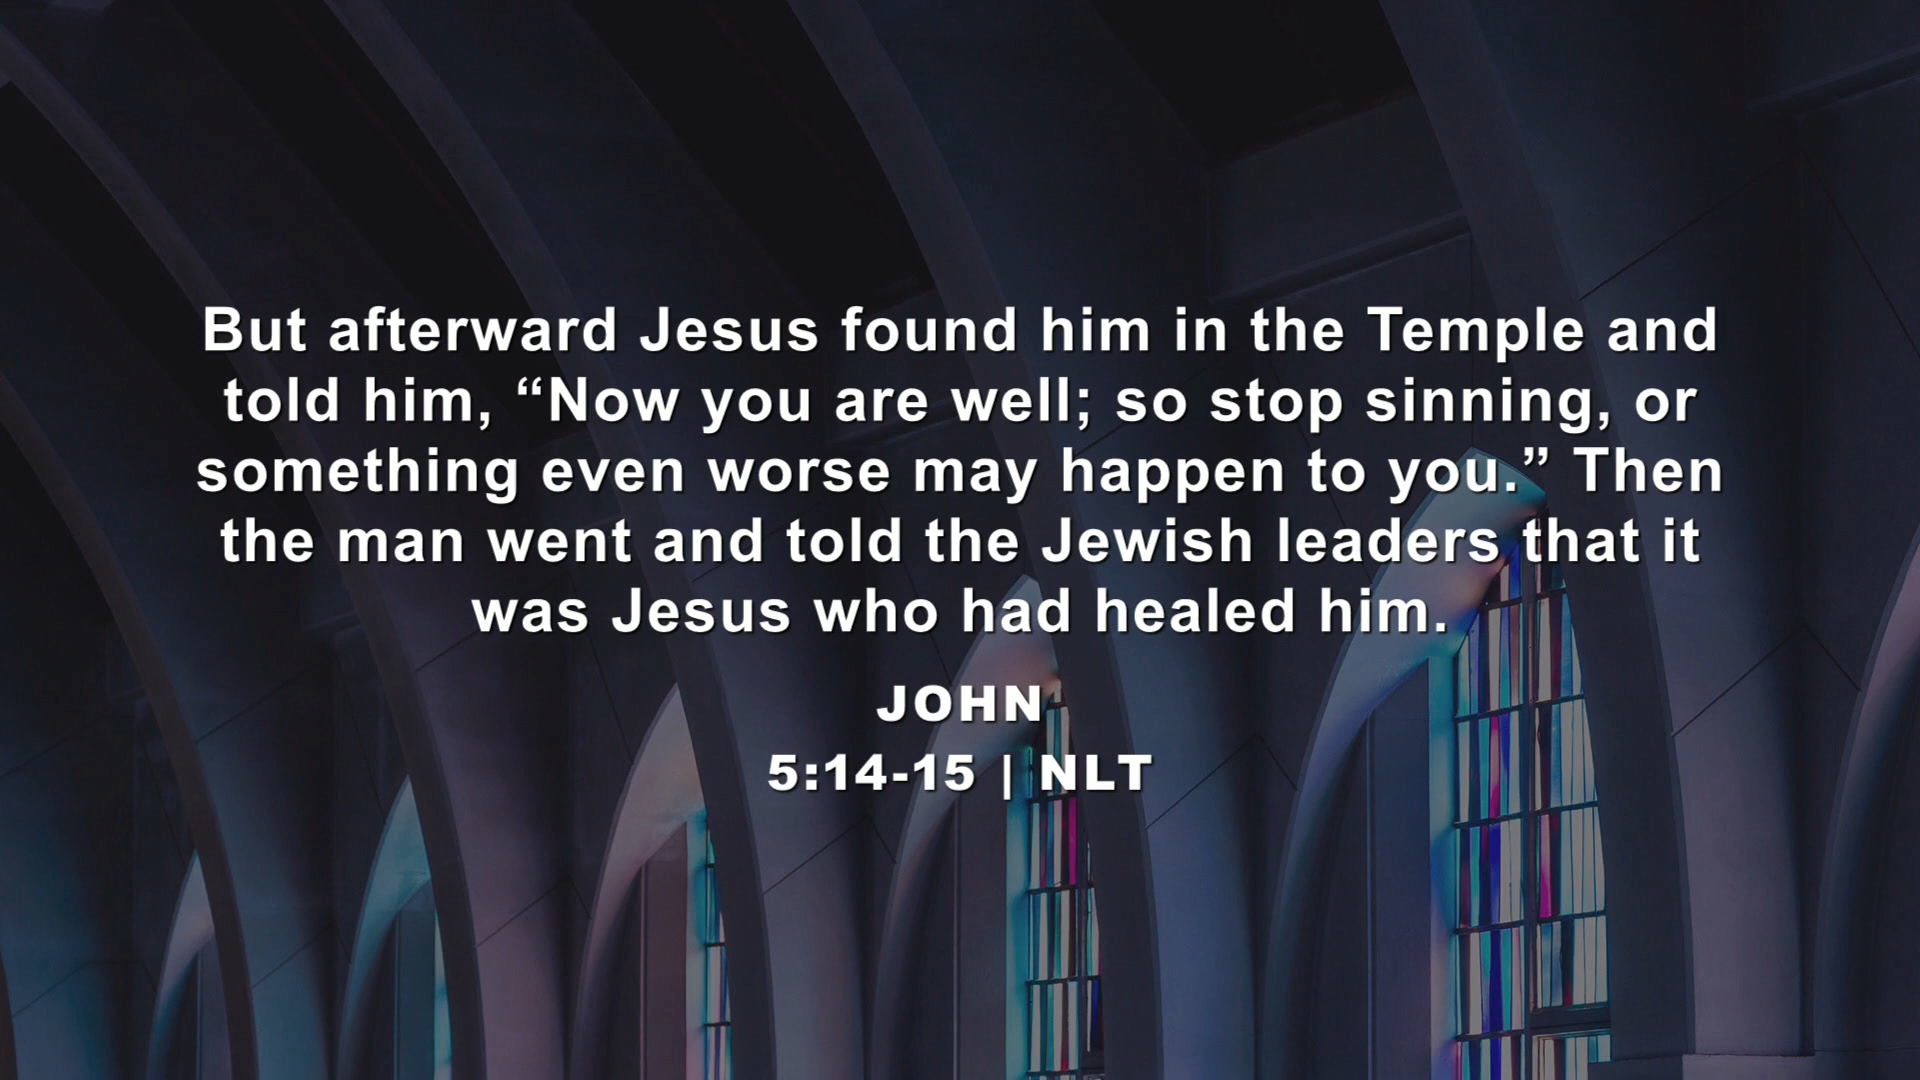 But afterward Jesus found him in the Temple and
told him, “Now you are well; so stop sinning, or
something even worse may happen to you.” Then
the man went and told the Jewish leaders that it
was Jesus who had healed him.
JOHN
5:14-15 | NLT